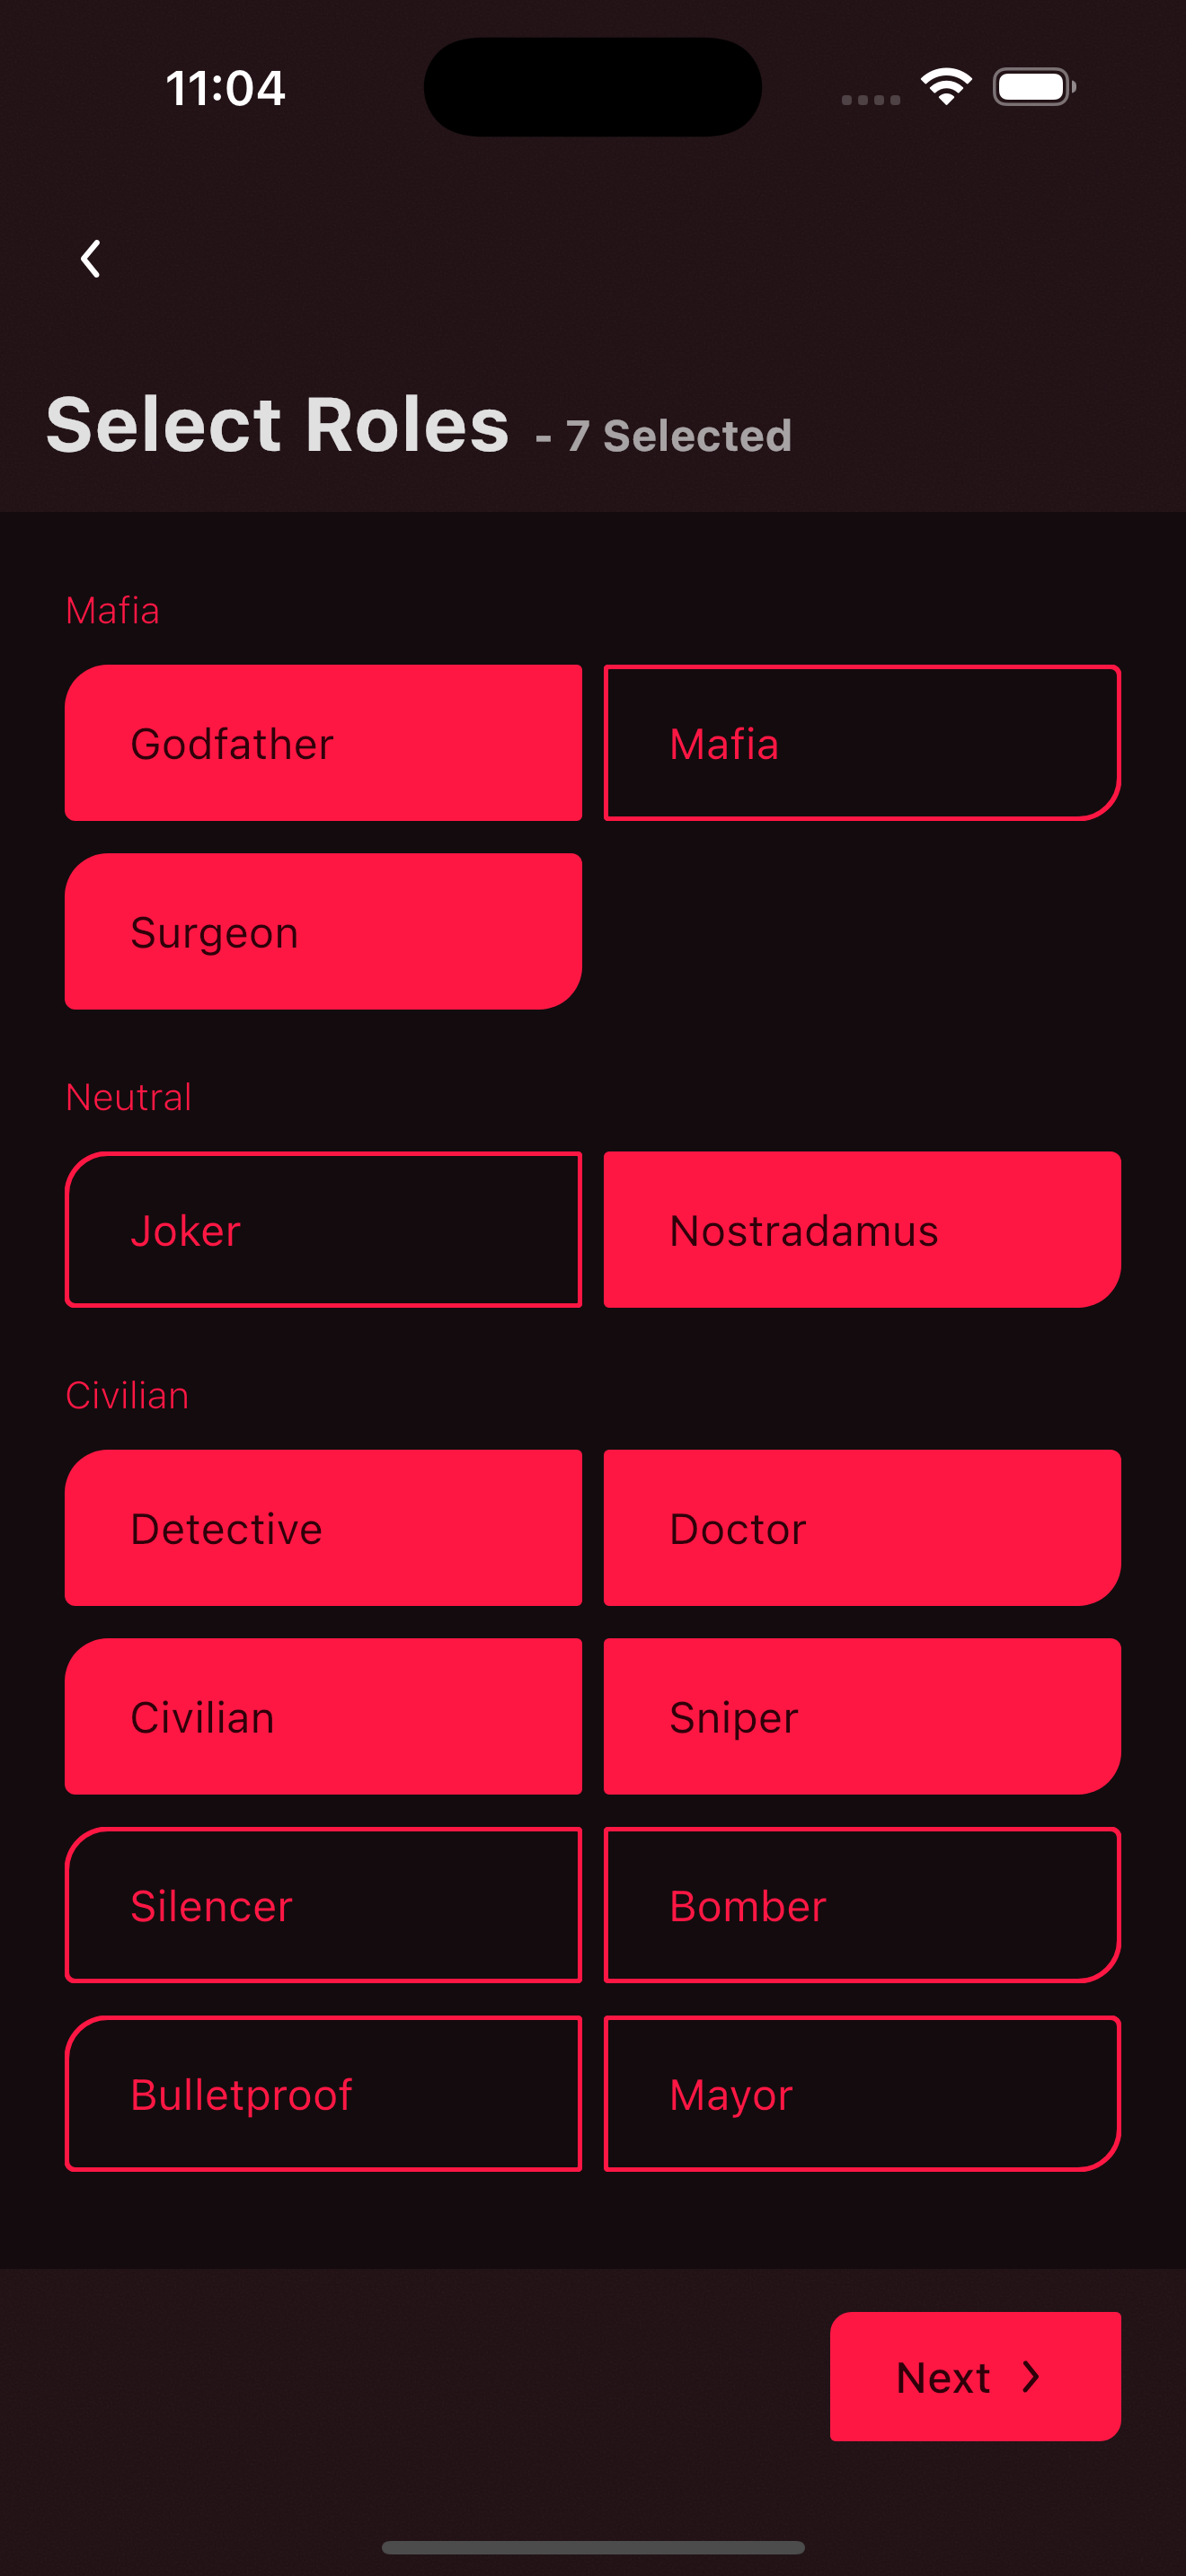 11:04
Select Roles - 7 Selected
Mafia
Godfather
Mafia
Surgeon
Neutral
Joker
Nostradamus
Civilian
Detective
Doctor
Civilian
Sniper
Silencer
Bomber
Bulletproof
Mayor
Next